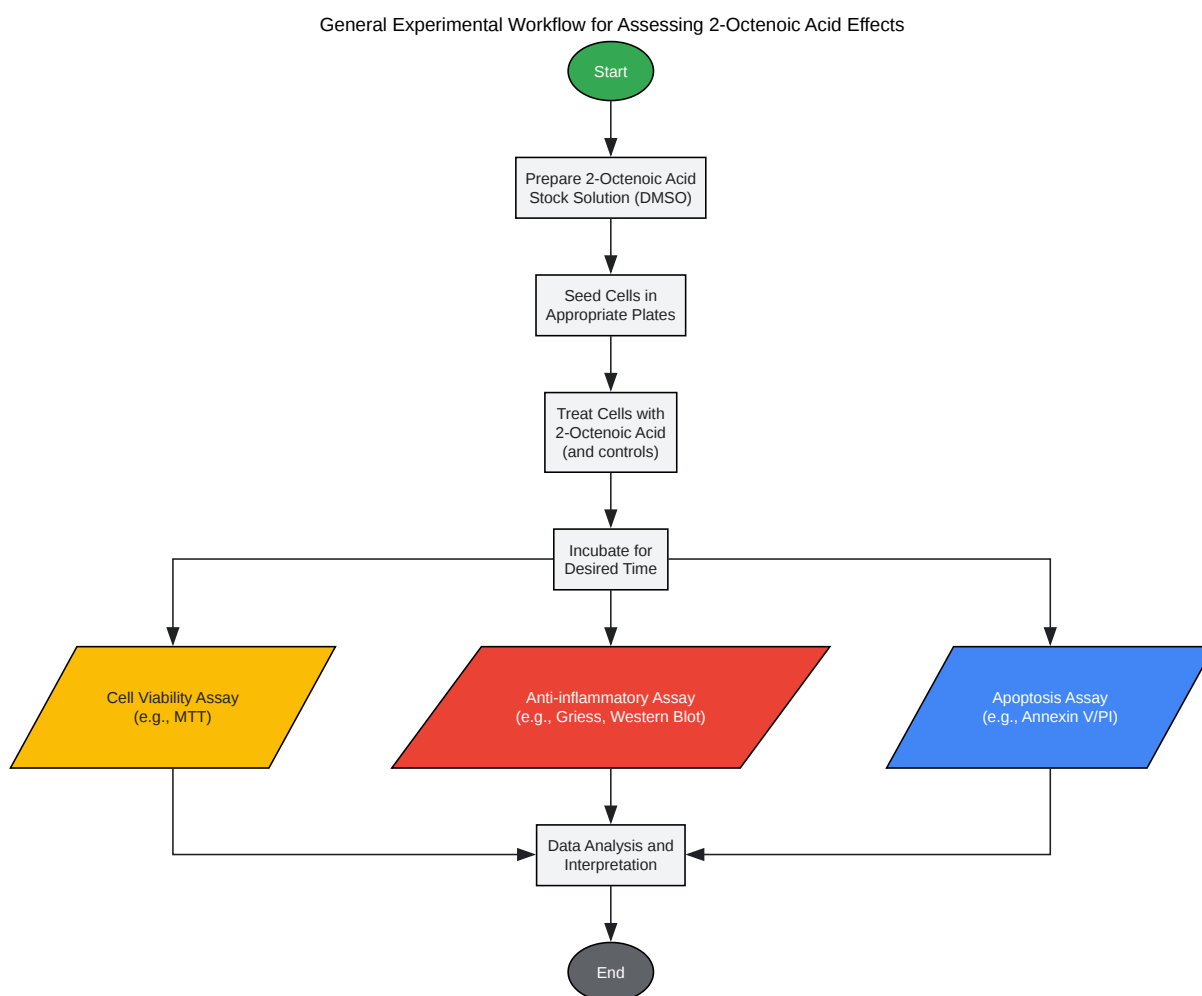 General Experimental Workflow for Assessing 2-Octenoic Acid Effects
Start
Prepare 2-Octenoic Acid
Stock Solution (DMSO)
Seed Cells in
Appropriate Plates
Treat Cells with
2-Octenoic Acid
(and controls)
Incubate for
Desired Time
Cell Viability Assay
(e.g., MTT)
Anti-inflammatory Assay
(e.g., Griess, Western Blot)
Apoptosis Assay
(e.g., Annexin V/PI)
Data Analysis and
Interpretation
End